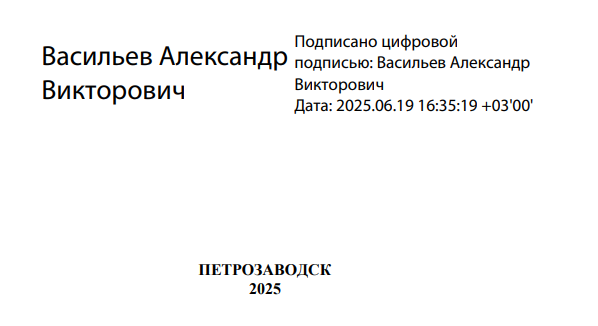 Васильев Александр
Викторович
Подписано цифровой
подписью: Васильев Александр
Викторович
Дата: 2025.06.19 16:35:19 +03'00'
ПЕТРОЗАВОДСК
2025